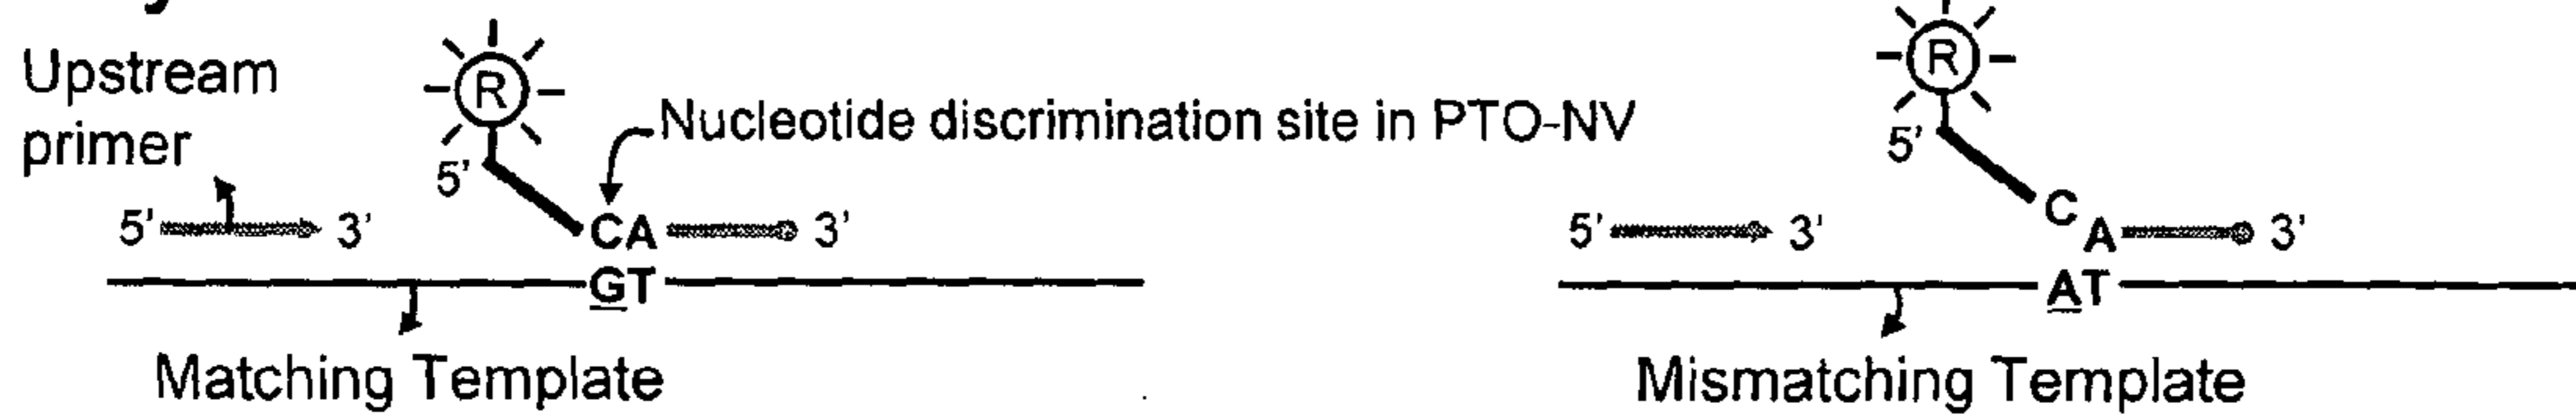 R
R
Upstream
primer
Nucleotide discrimination site in PTO-NV
5'
5'
5' 3' CA 3'
5' 3' C A 3'
GT
AT
Matching Template
Mismatching Template